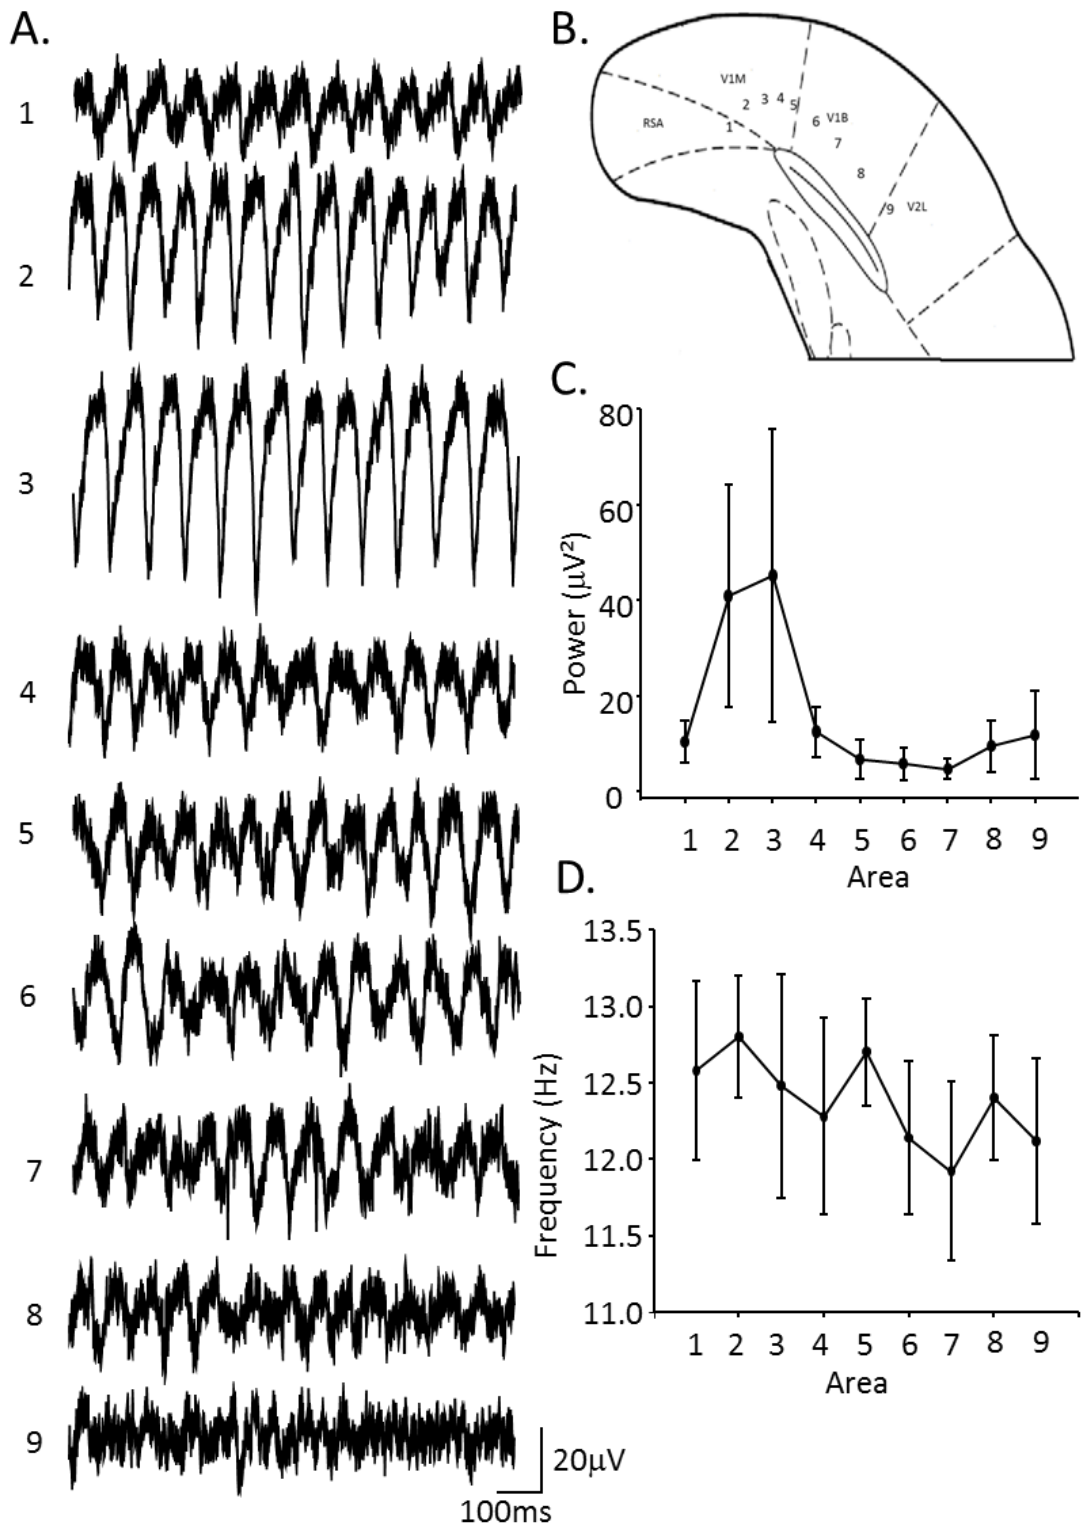 A.
1
2
3
4
5
6
7
8
9
20μV
100ms
B.
V1M
RSA
1
2
3
4
5
6
V1B
7
8
9
V2L
C.
80
60
40
20
0
Power (μV²)
1 2 3 4 5 6 7 8 9
Area
D.
13.5
13.0
12.5
12.0
11.5
11.0
Frequency (Hz)
1 2 3 4 5 6 7 8 9
Area